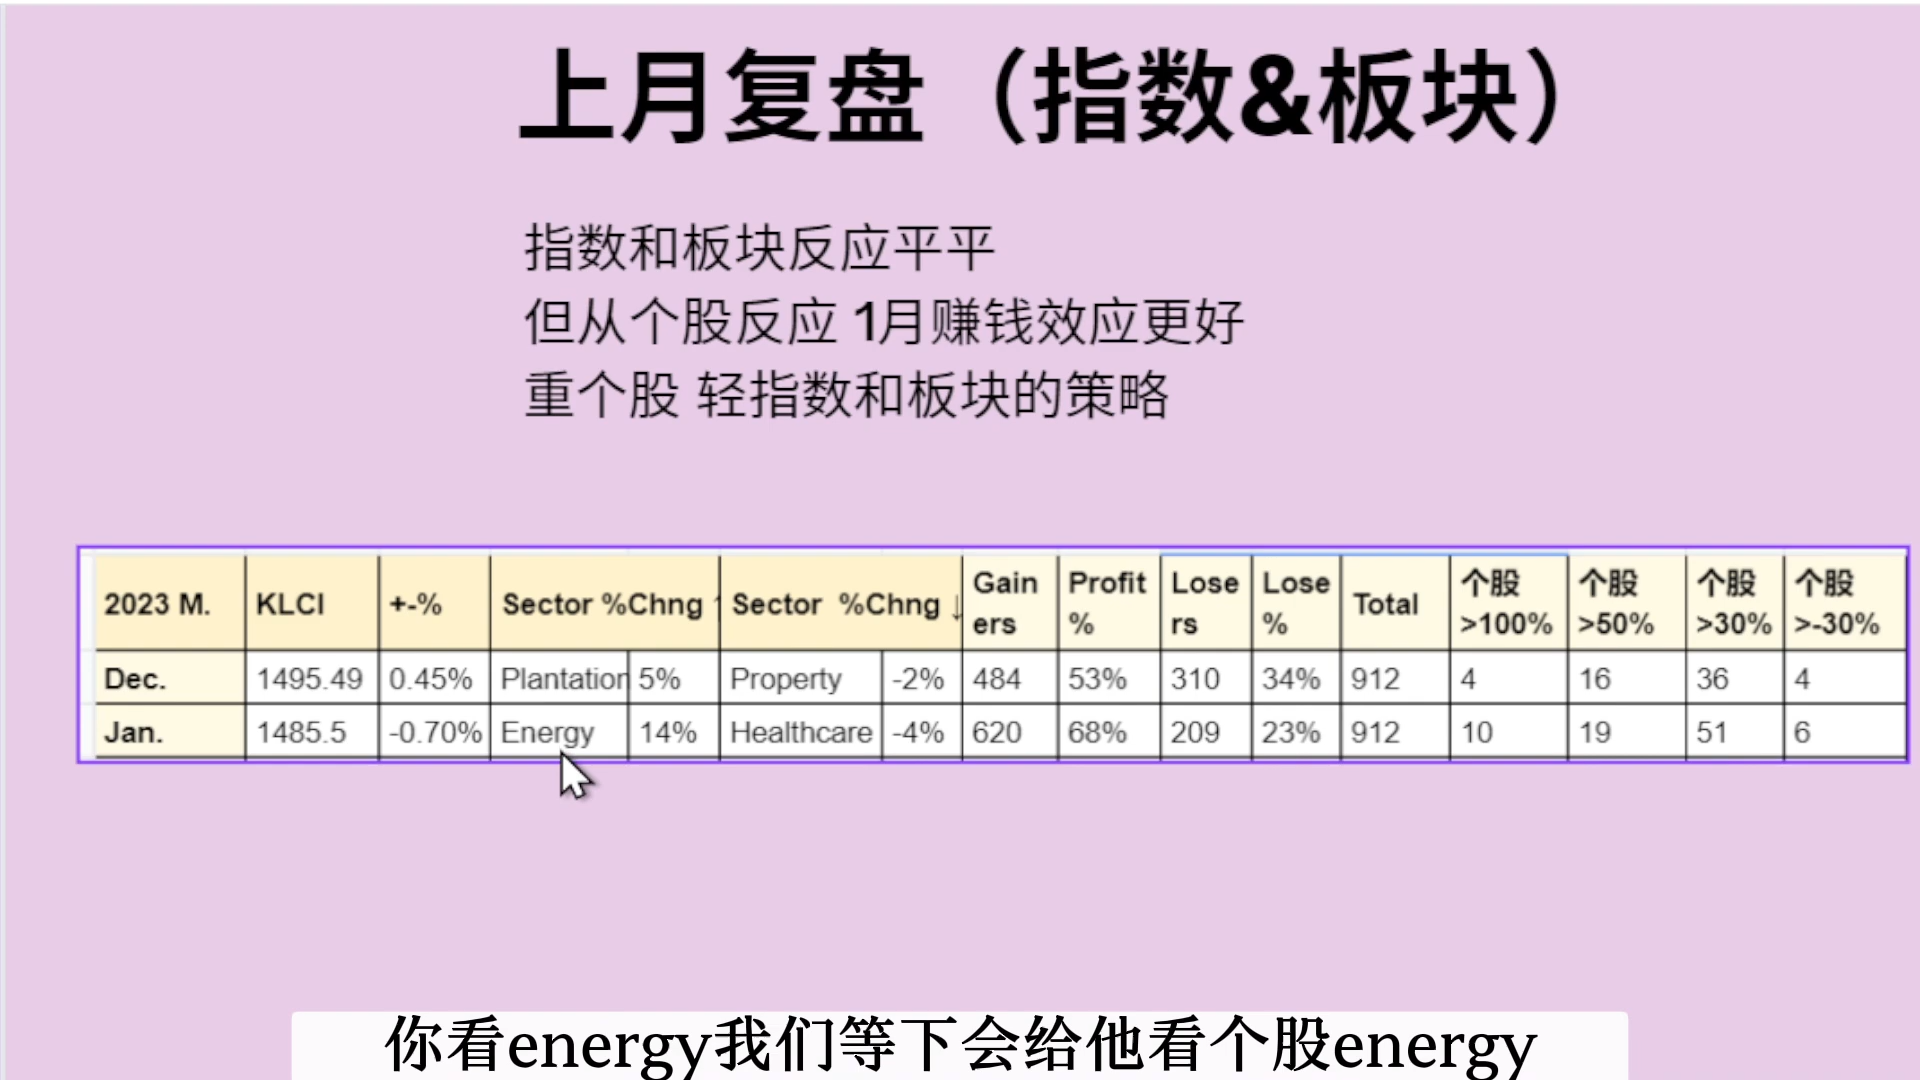 上月复盘（指数&板块）
指数和板块反应平平
但从个股反应 1月赚钱效应更好
重个股 轻指数和板块的策略
2023 M. KLCI +-% Sector %Chng Sector %Chng ↓ Gainers Profit % Losers Lose % Total 个股 >100% 个股 >50% 个股 >30% 个股 >-30%
Dec. 1495.49 0.45% Plantation 5% Property -2% 484 53% 310 34% 912 4 16 36 4
Jan. 1485.5 -0.70% Energy 14% Healthcare -4% 620 68% 209 23% 912 10 19 51 6
你看energy我们等下会给他看个股energy